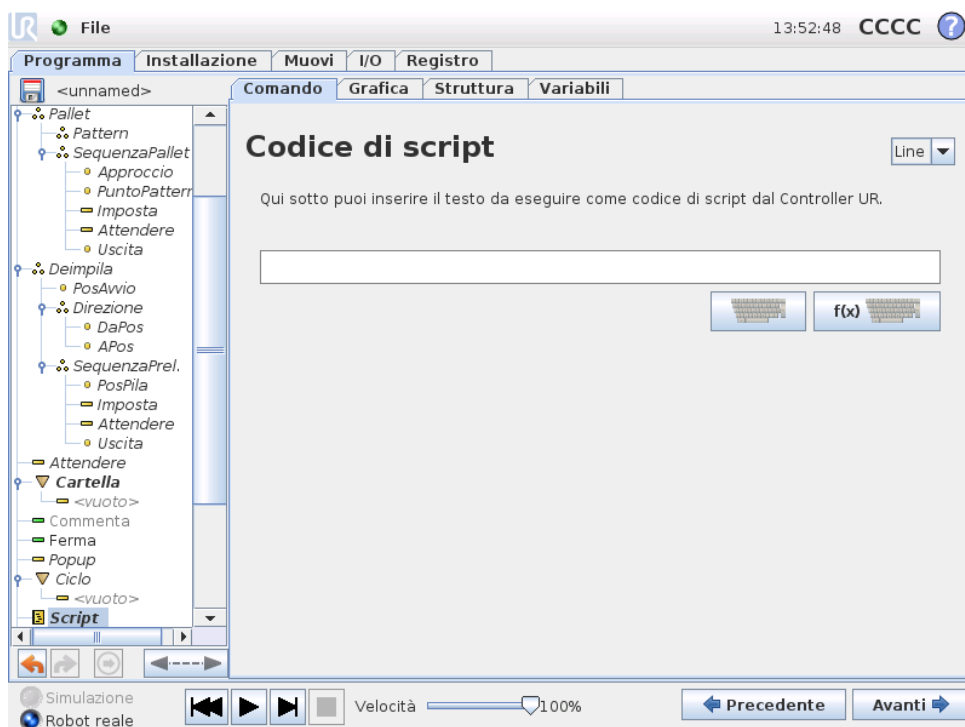 UR File 13:52:48 CCCC ?
Programma Installazione Muovi I/O Registro
<unnamed>
Comando Grafica Struttura Variabili
Pallet
Pattern
SequenzaPallet
Approccio
PuntoPattern
Imposta
Attendere
Uscita
Deimpila
PosAvvio
Direzione
DaPos
APos
SequenzaPrel.
PosPila
Imposta
Attendere
Uscita
Attendere
Cartella
<vuoto>
Commenta
Ferma
Popup
Ciclo
<vuoto>
Script
Codice di script
Line
Qui sotto puoi inserire il testo da eseguire come codice di script dal Controller UR.
f(x)
Simulazione
Robot reale
Velocità 100%
Precedente Avanti